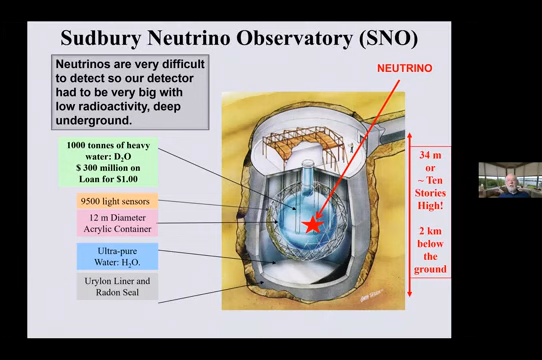 Sudbury Neutrino Observatory (SNO)
Neutrinos are very difficult
to detect so our detector
had to be very big with
low radioactivity, deep
underground.
NEUTRINO
1000 tonnes of heavy
water: D₂O
$ 300 million on
Loan for $1.00
9500 light sensors
12 m Diameter
Acrylic Container
Ultra-pure
Water: H₂O.
Urylon Liner and
Radon Seal
34 m
or
~ Ten
Stories
High!
2 km
below
the
ground